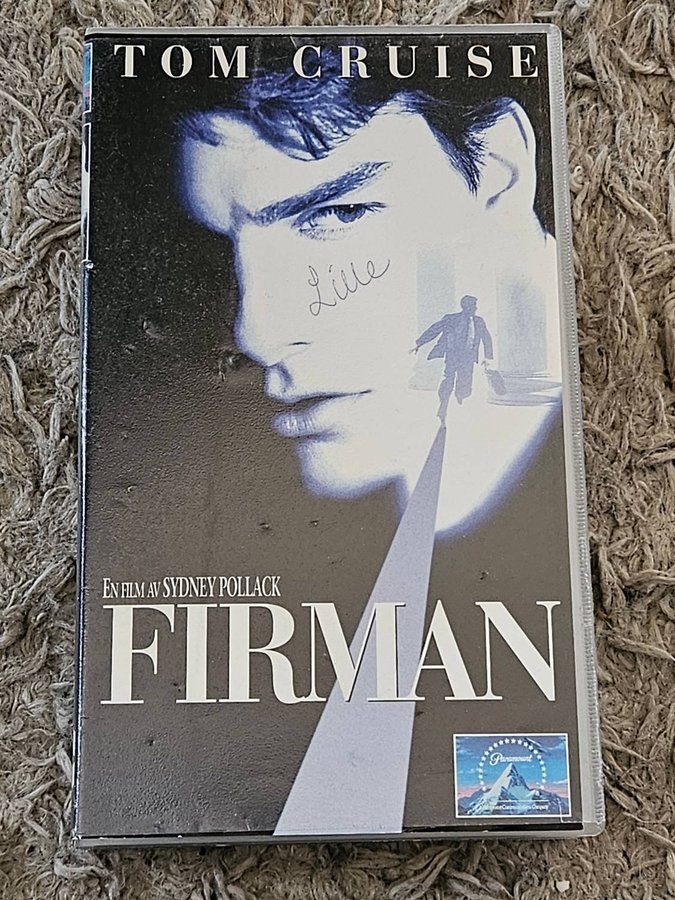 TOM CRUISE
Lille
EN FILM AV SYDNEY POLLACK
FIRMAN
Paramount